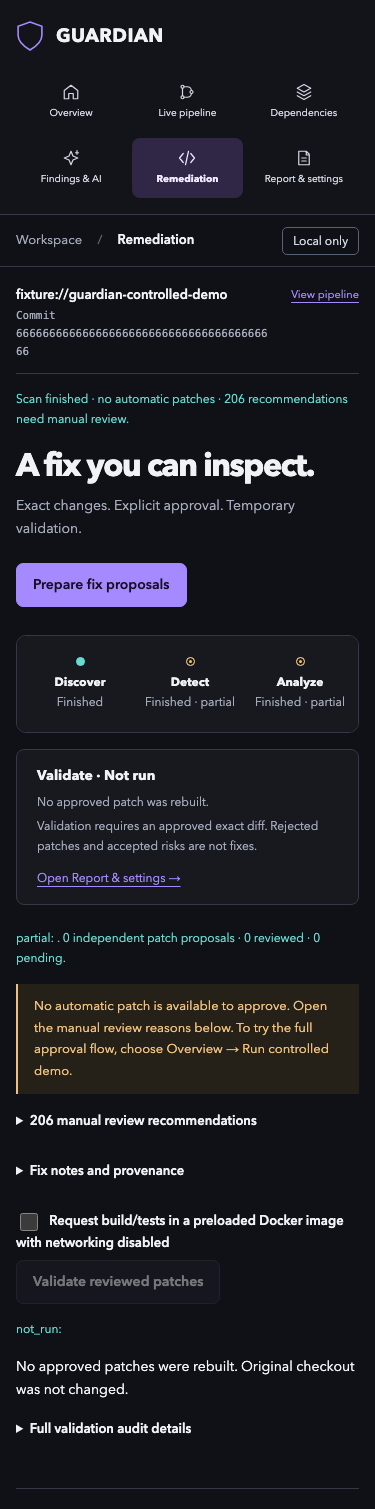 GUARDIAN
Overview
Live pipeline
Dependencies
Findings & AI
Remediation
Report & settings
Workspace / Remediation
Local only
fixture://guardian-controlled-demo
View pipeline
Commit
6666666666666666666666666666666666666666
66
Scan finished · no automatic patches · 206 recommendations
need manual review.
A fix you can inspect.
Exact changes. Explicit approval. Temporary
validation.
Prepare fix proposals
Discover
Finished
Detect
Finished · partial
Analyze
Finished · partial
Validate · Not run
No approved patch was rebuilt.
Validation requires an approved exact diff. Rejected
patches and accepted risks are not fixes.
Open Report & settings →
partial: . 0 independent patch proposals · 0 reviewed · 0
pending.
No automatic patch is available to approve. Open
the manual review reasons below. To try the full
approval flow, choose Overview → Run controlled
demo.
▶ 206 manual review recommendations
▶ Fix notes and provenance
Request build/tests in a preloaded Docker image
with networking disabled
Validate reviewed patches
not_run:
No approved patches were rebuilt. Original checkout
was not changed.
▶ Full validation audit details